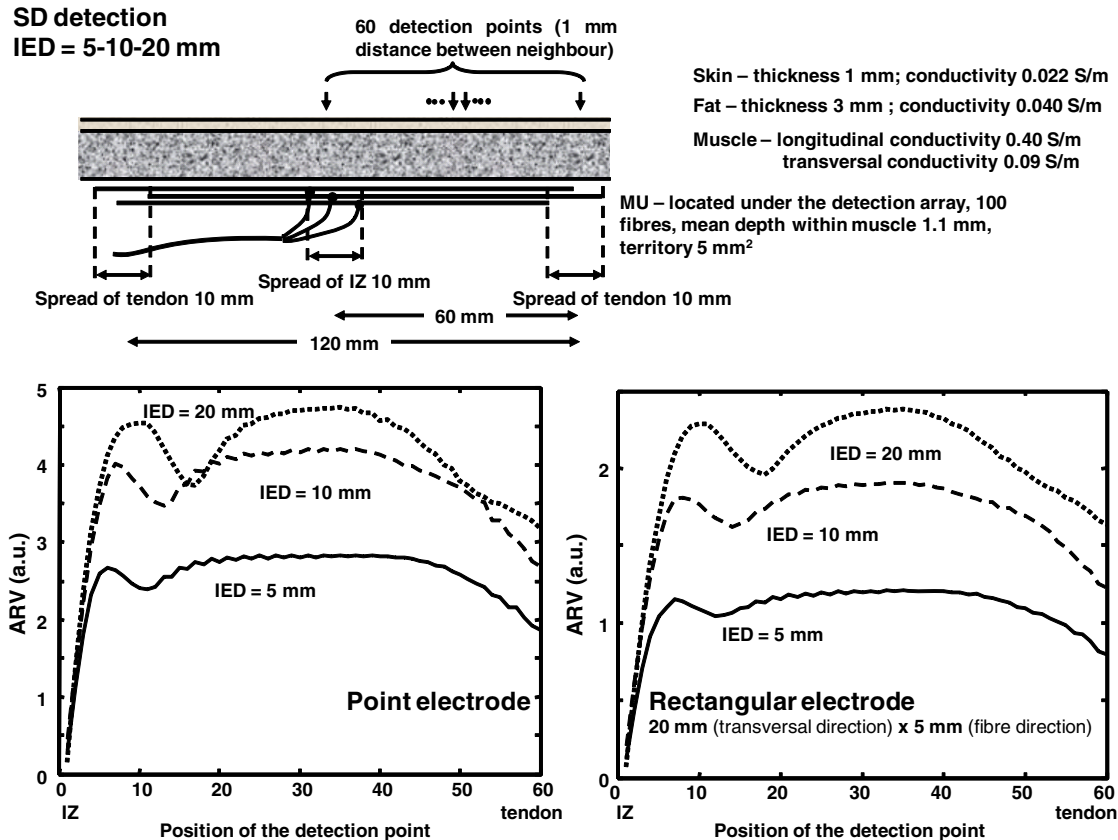 SD detection
IED = 5-10-20 mm
60 detection points (1 mm
distance between neighbour)
Skin – thickness 1 mm; conductivity 0.022 S/m
Fat – thickness 3 mm ; conductivity 0.040 S/m
Muscle – longitudinal conductivity 0.40 S/m
transversal conductivity 0.09 S/m
MU – located under the detection array, 100
fibres, mean depth within muscle 1.1 mm,
territory 5 mm²
Spread of IZ 10 mm
Spread of tendon 10 mm
Spread of tendon 10 mm
60 mm
120 mm
5
4
3
2
1
0
ARV (a.u.)
IED = 20 mm
IED = 10 mm
IED = 5 mm
Point electrode
0 10 20 30 40 50 60
IZ tendon
Position of the detection point
2
1
0
ARV (a.u.)
IED = 20 mm
IED = 10 mm
IED = 5 mm
Rectangular electrode
20 mm (transversal direction) x 5 mm (fibre direction)
0 10 20 30 40 50 60
IZ tendon
Position of the detection point